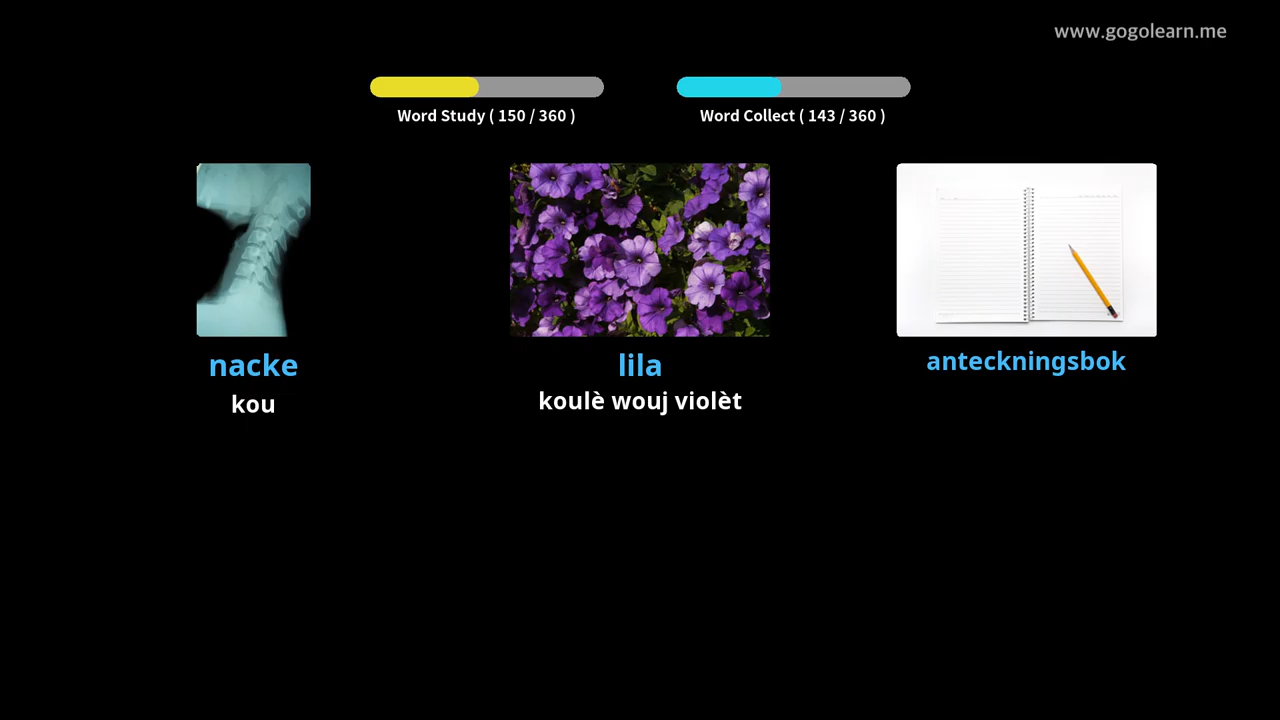 www.gogolearn.me
Word Study ( 150 / 360 )
Word Collect ( 143 / 360 )
nacke
kou
lila
koulè wouj violèt
anteckningsbok